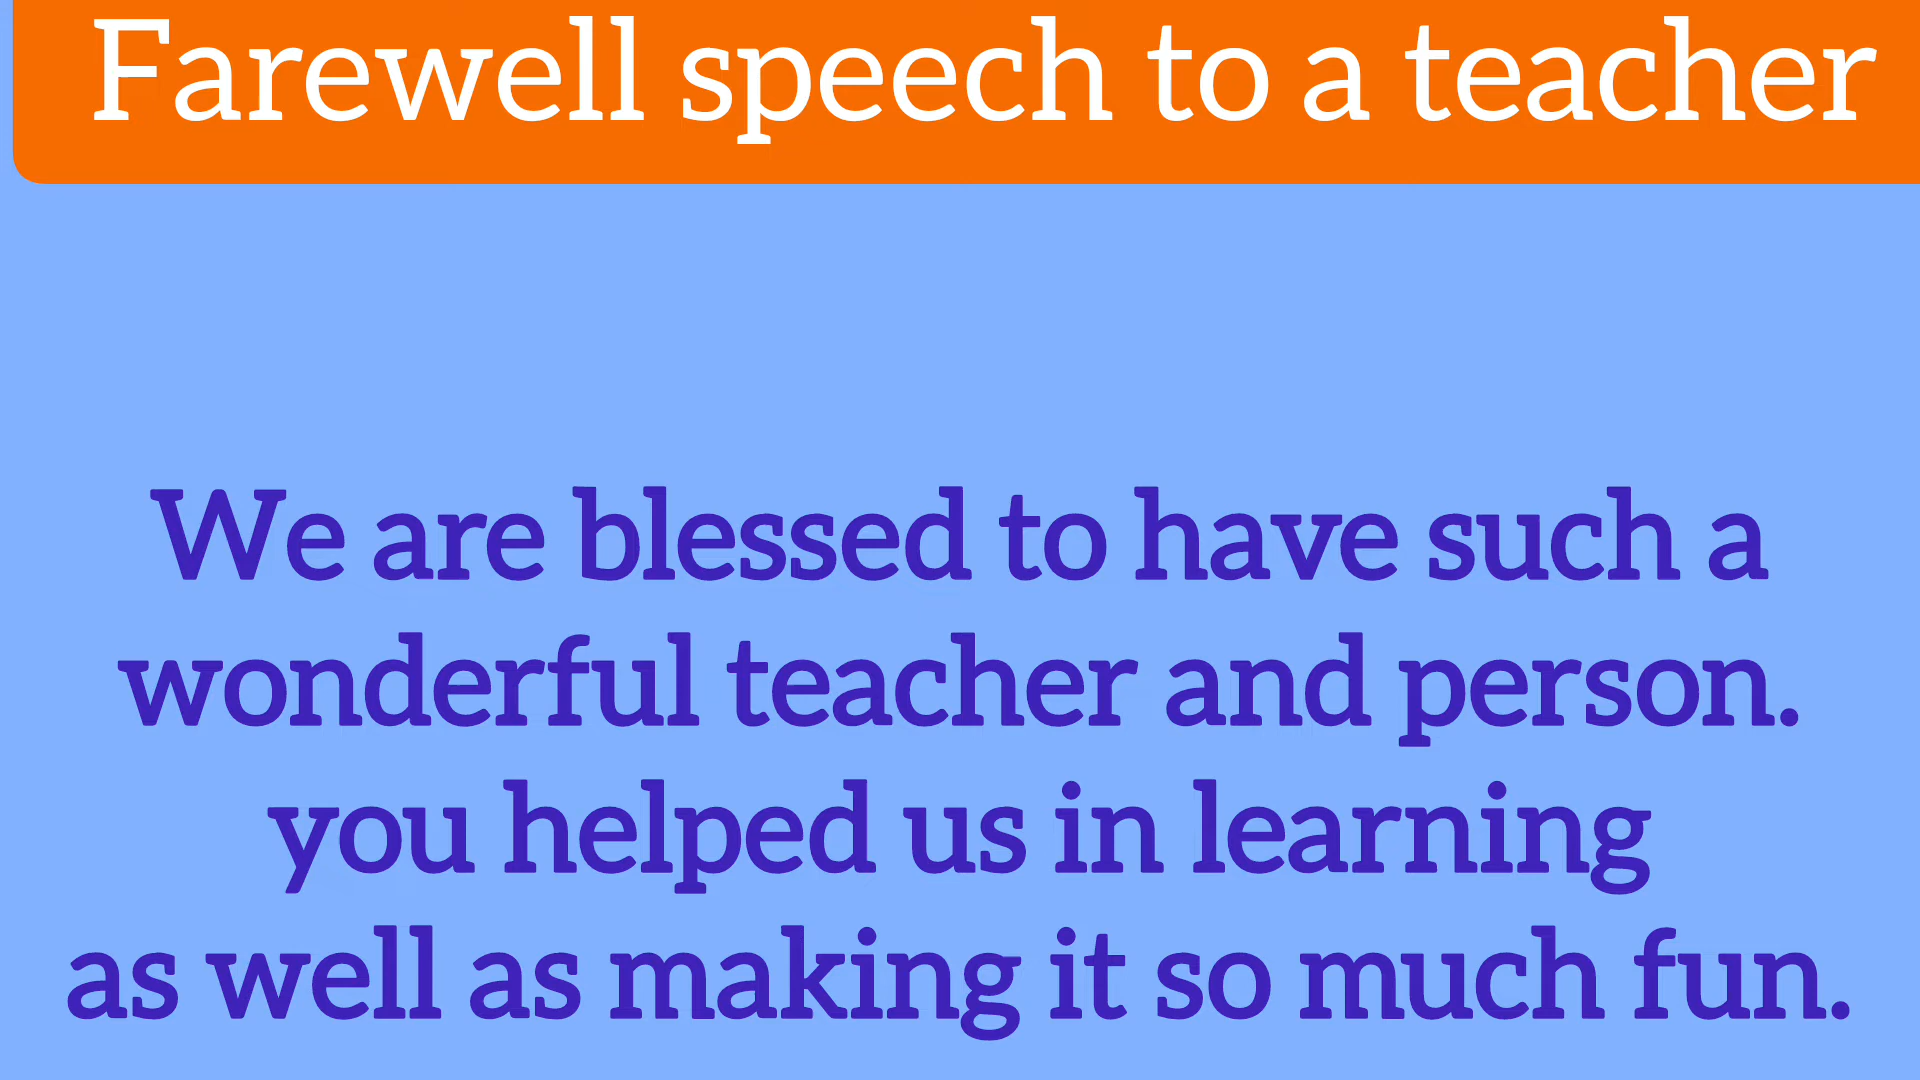 Farewell speech to a teacher
We are blessed to have such a
wonderful teacher and person.
you helped us in learning
as well as making it so much fun.